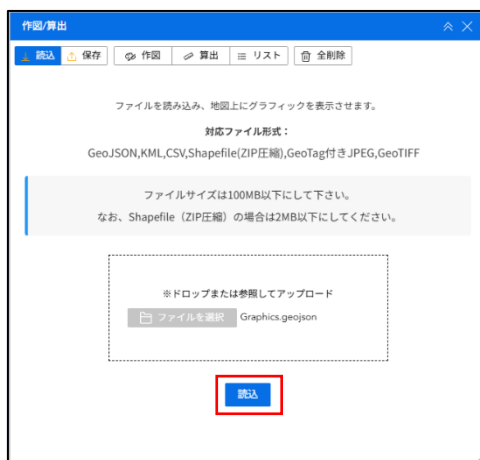 作図/算出
読込 保存 作図 算出 リスト 全削除
ファイルを読み込み、地図上にグラフィックを表示させます。
対応ファイル形式：
GeoJSON,KML,CSV,Shapefile(ZIP圧縮),GeoTag付きJPEG,GeoTIFF
ファイルサイズは100MB以下にして下さい。
なお、Shapefile（ZIP圧縮）の場合は2MB以下にしてください。
※ドロップまたは参照してアップロード
ファイルを選択 Graphics.geojson
読込